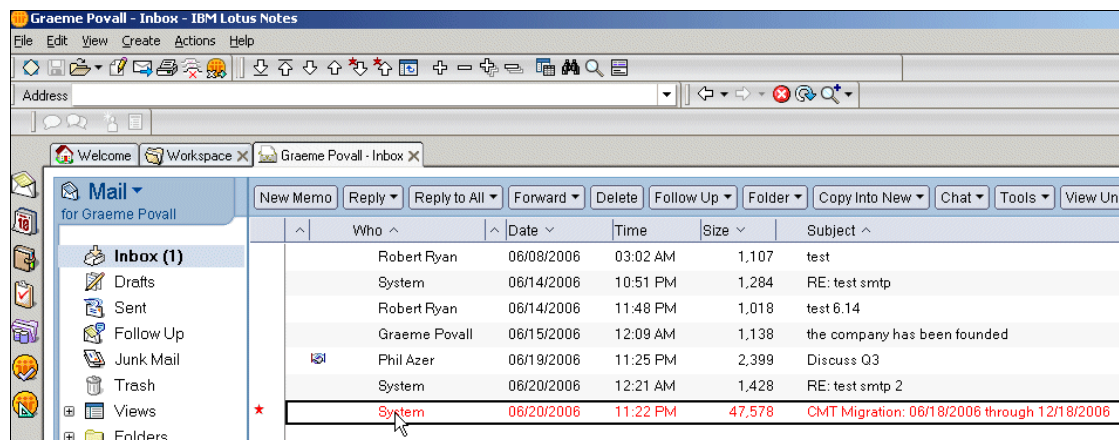 Graeme Povall - Inbox - IBM Lotus Notes
File Edit View Create Actions Help
Address
Welcome Workspace Graeme Povall - Inbox
Mail
for Graeme Povall
New Memo Reply Reply to All Forward Delete Follow Up Folder Copy Into New Chat Tools View Un
Who Date Time Size Subject
Inbox (1)
Drafts
Sent
Follow Up
Junk Mail
Trash
Views
Folders
Robert Ryan 06/08/2006 03:02 AM 1,107 test
System 06/14/2006 10:51 PM 1,284 RE: test smtp
Robert Ryan 06/14/2006 11:48 PM 1,018 test 6.14
Graeme Povall 06/15/2006 12:09 AM 1,138 the company has been founded
Phil Azer 06/19/2006 11:25 PM 2,399 Discuss Q3
System 06/20/2006 12:21 AM 1,428 RE: test smtp 2
System 06/20/2006 11:22 PM 47,578 CMT Migration: 06/18/2006 through 12/18/2006